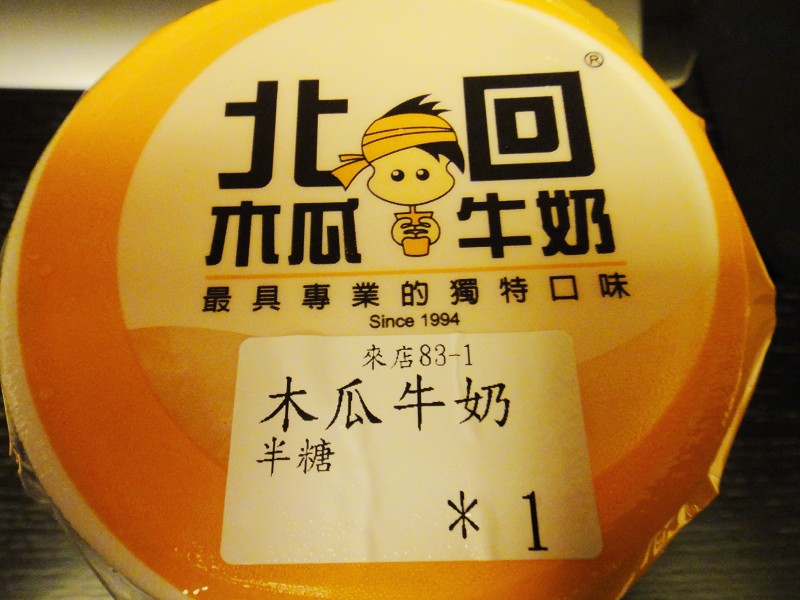 北回®
木瓜牛奶
最具專業的獨特口味
Since 1994
來店83-1
木瓜牛奶
半糖
* 1